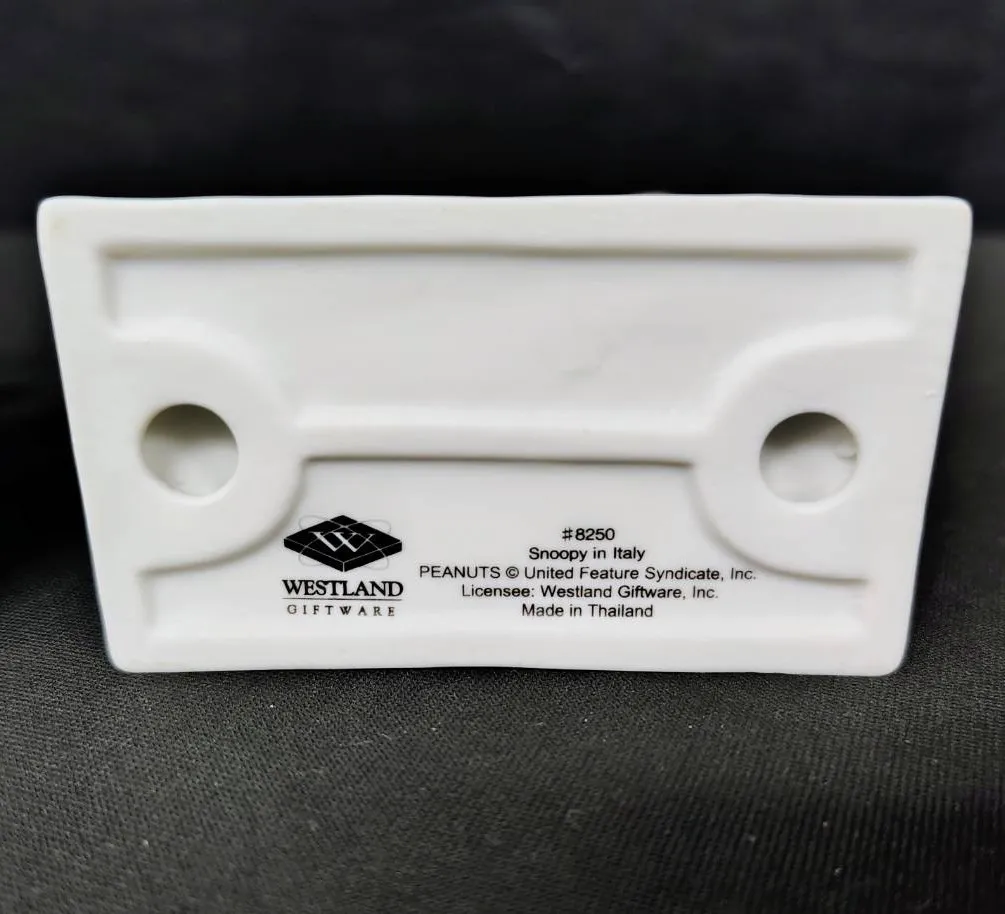 W
WESTLAND
GIFTWARE
#8250
Snoopy in Italy
PEANUTS © United Feature Syndicate, Inc.
Licensee: Westland Giftware, Inc.
Made in Thailand